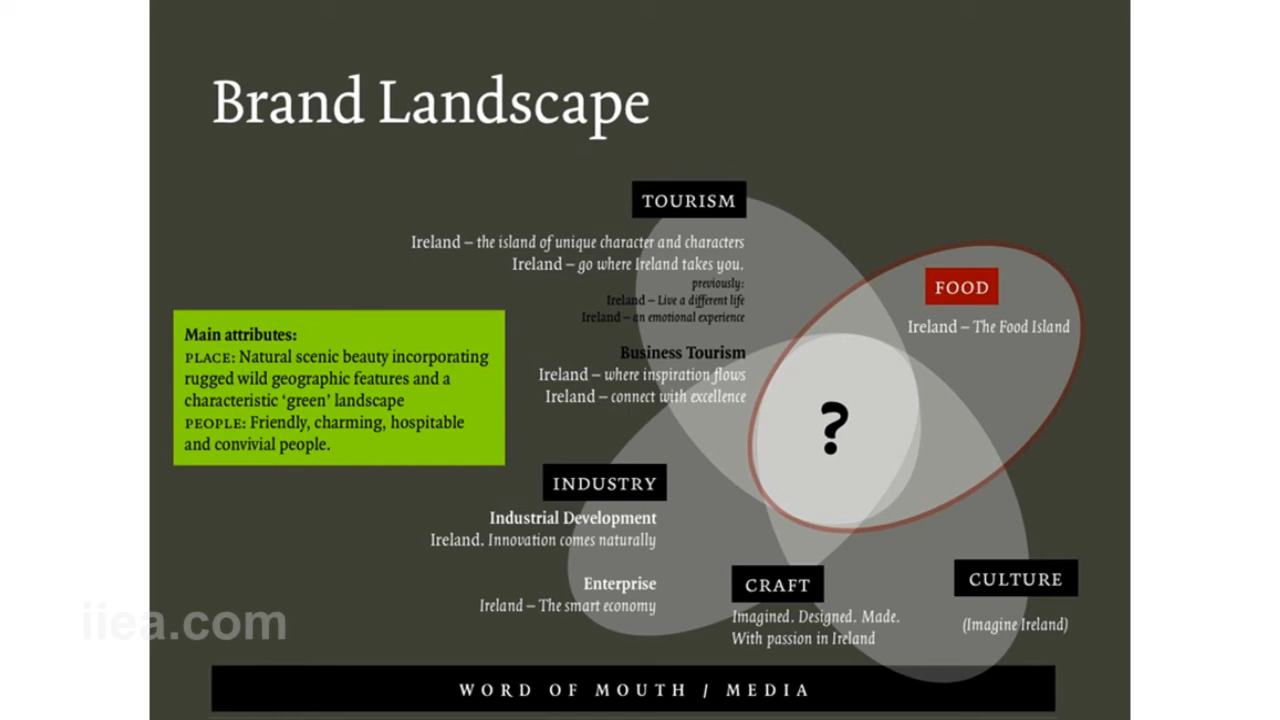 Brand Landscape
TOURISM
Ireland – the island of unique character and characters
Ireland – go where Ireland takes you.
previously:
Ireland – Live a different life
Ireland – an emotional experience
Business Tourism
Ireland – where inspiration flows
Ireland – connect with excellence
FOOD
Ireland – The Food Island
Main attributes:
PLACE: Natural scenic beauty incorporating
rugged wild geographic features and a
characteristic ‘green’ landscape
PEOPLE: Friendly, charming, hospitable
and convivial people.
?
INDUSTRY
Industrial Development
Ireland. Innovation comes naturally
Enterprise
Ireland – The smart economy
CRAFT
Imagined. Designed. Made.
With passion in Ireland
CULTURE
(Imagine Ireland)
iiea.com
WORD OF MOUTH / MEDIA